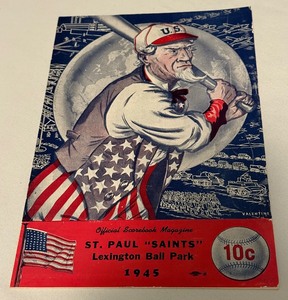 U.S.
VALENTINE
Official Scorebook Magazine
ST. PAUL "SAINTS"
Lexington Ball Park
1945
10c